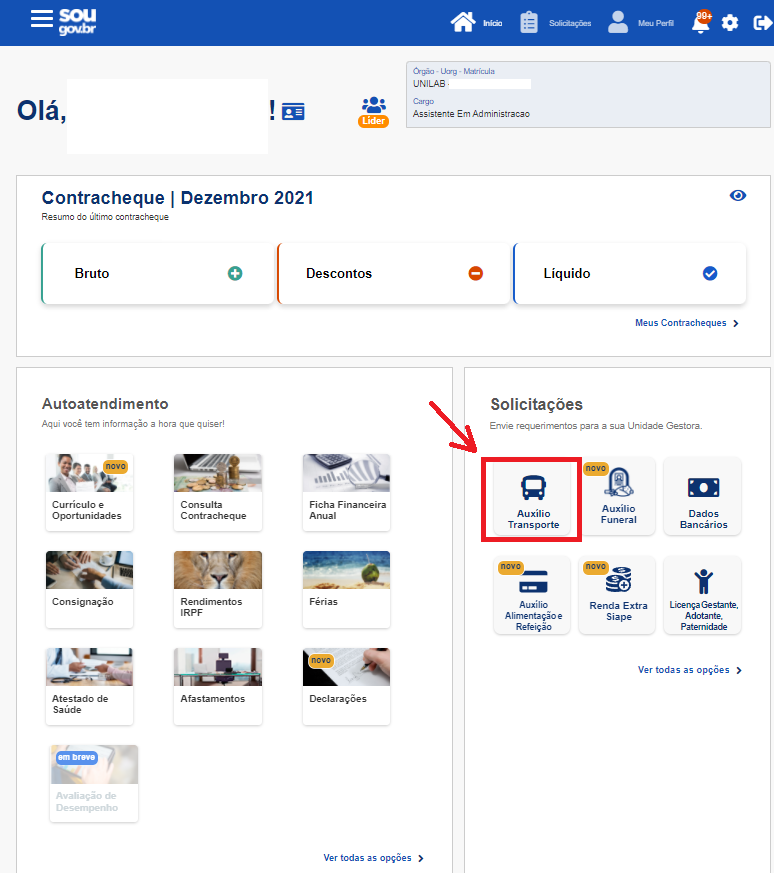 sou
gov.br
Início
Solicitações
Meu Perfil
99+
Olá, !
Líder
Órgão - Uorg - Matrícula
UNILAB -
Cargo
Assistente Em Administracao
Contracheque | Dezembro 2021
Resumo do último contracheque
Bruto
Descontos
Líquido
Meus Contracheques
Autoatendimento
Aqui você tem informação a hora que quiser!
novo
Currículo e
Oportunidades
Consulta
Contracheque
Ficha Financeira
Anual
Consignação
Rendimentos
IRPF
Férias
Atestado de
Saúde
Afastamentos
novo
Declarações
em breve
Avaliação de
Desempenho
Ver todas as opções
Solicitações
Envie requerimentos para a sua Unidade Gestora.
Auxílio
Transporte
novo
Auxílio
Funeral
Dados
Bancários
novo
Auxílio
Alimentação e
Refeição
novo
Renda Extra
Siape
Licença Gestante,
Adotante,
Paternidade
Ver todas as opções